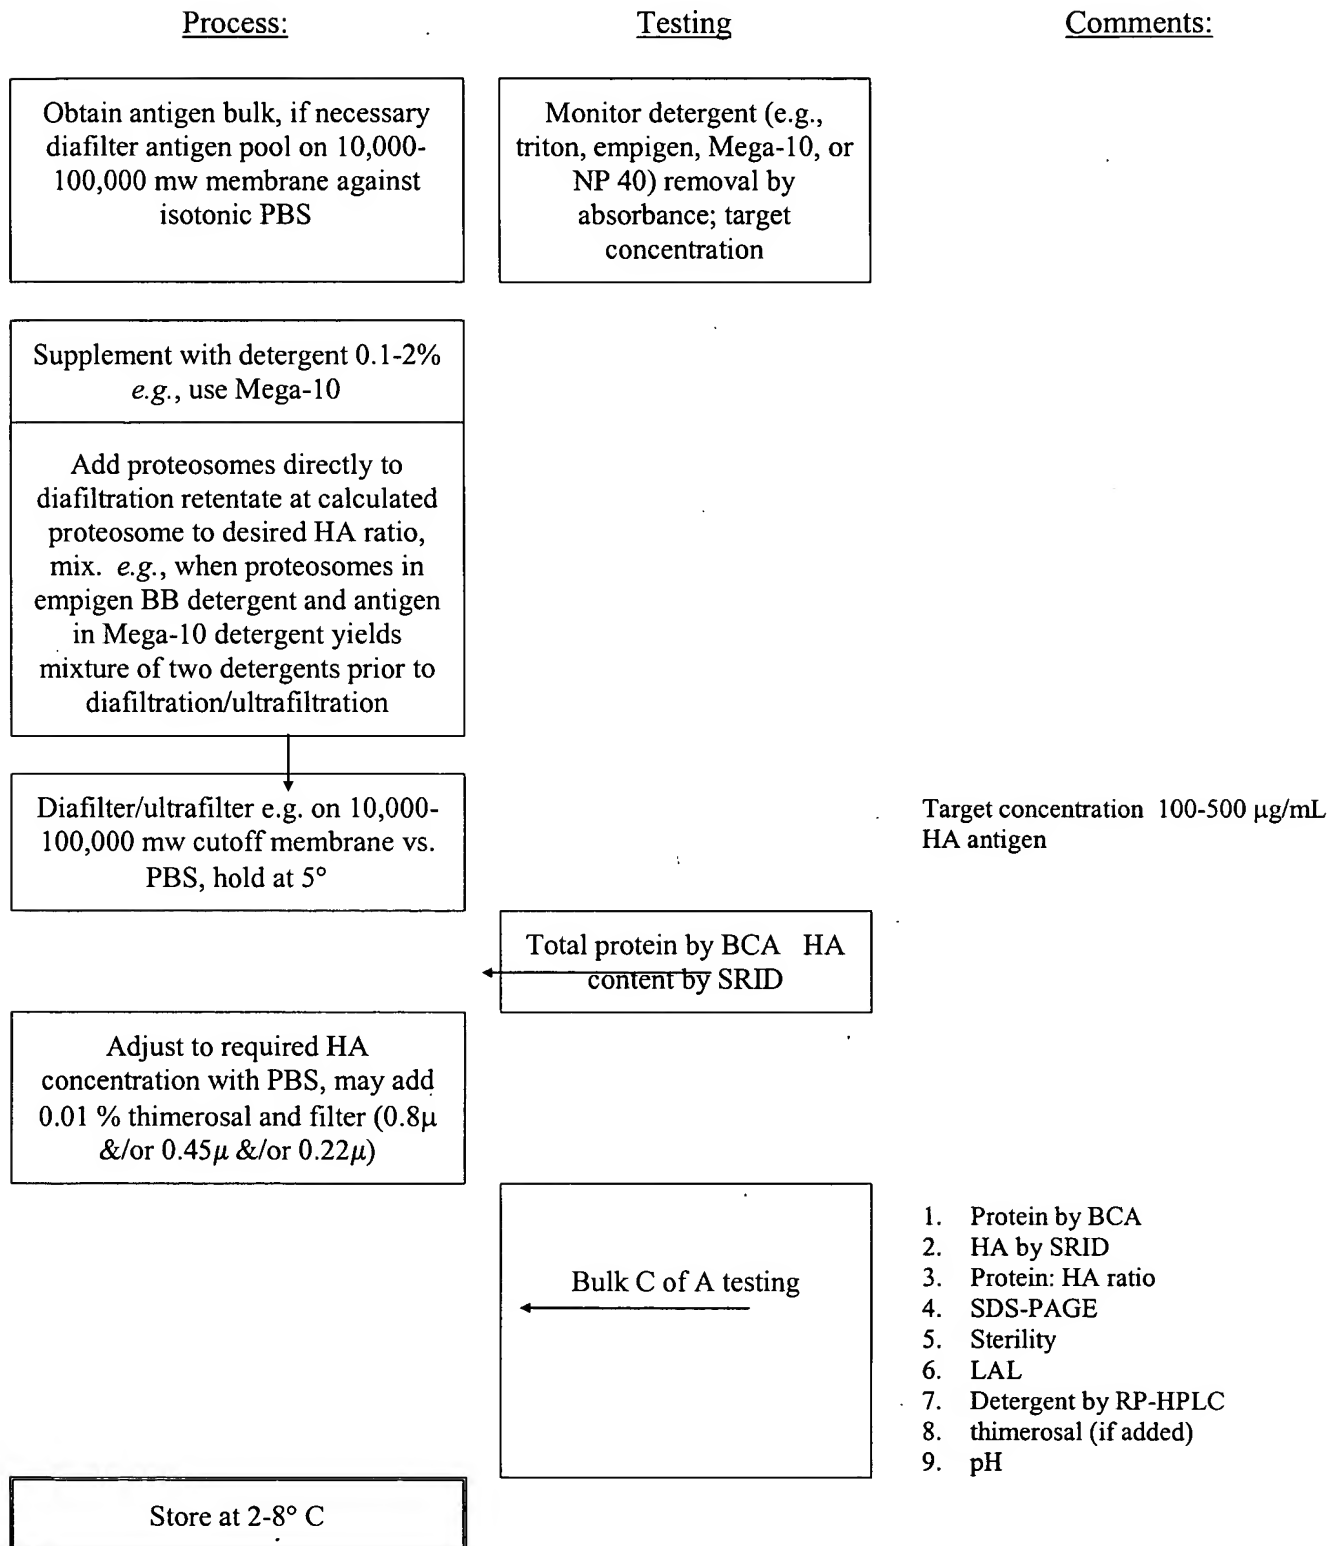 Process:
Testing
Comments:
Obtain antigen bulk, if necessary
diafilter antigen pool on 10,000-
100,000 mw membrane against
isotonic PBS
Monitor detergent (e.g.,
triton, empigen, Mega-10, or
NP 40) removal by
absorbance; target
concentration
Supplement with detergent 0.1-2%
e.g., use Mega-10
Add proteosomes directly to
diafiltration retentate at calculated
proteosome to desired HA ratio,
mix. e.g., when proteosomes in
empigen BB detergent and antigen
in Mega-10 detergent yields
mixture of two detergents prior to
diafiltration/ultrafiltration
Diafilter/ultrafilter e.g. on 10,000-
100,000 mw cutoff membrane vs.
PBS, hold at 5°
Target concentration 100-500 µg/mL
HA antigen
Total protein by BCA HA
content by SRID
Adjust to required HA
concentration with PBS, may add
0.01 % thimerosal and filter (0.8µ
&/or 0.45µ &/or 0.22µ)
Bulk C of A testing
1. Protein by BCA
2. HA by SRID
3. Protein: HA ratio
4. SDS-PAGE
5. Sterility
6. LAL
7. Detergent by RP-HPLC
8. thimerosal (if added)
9. pH
Store at 2-8° C